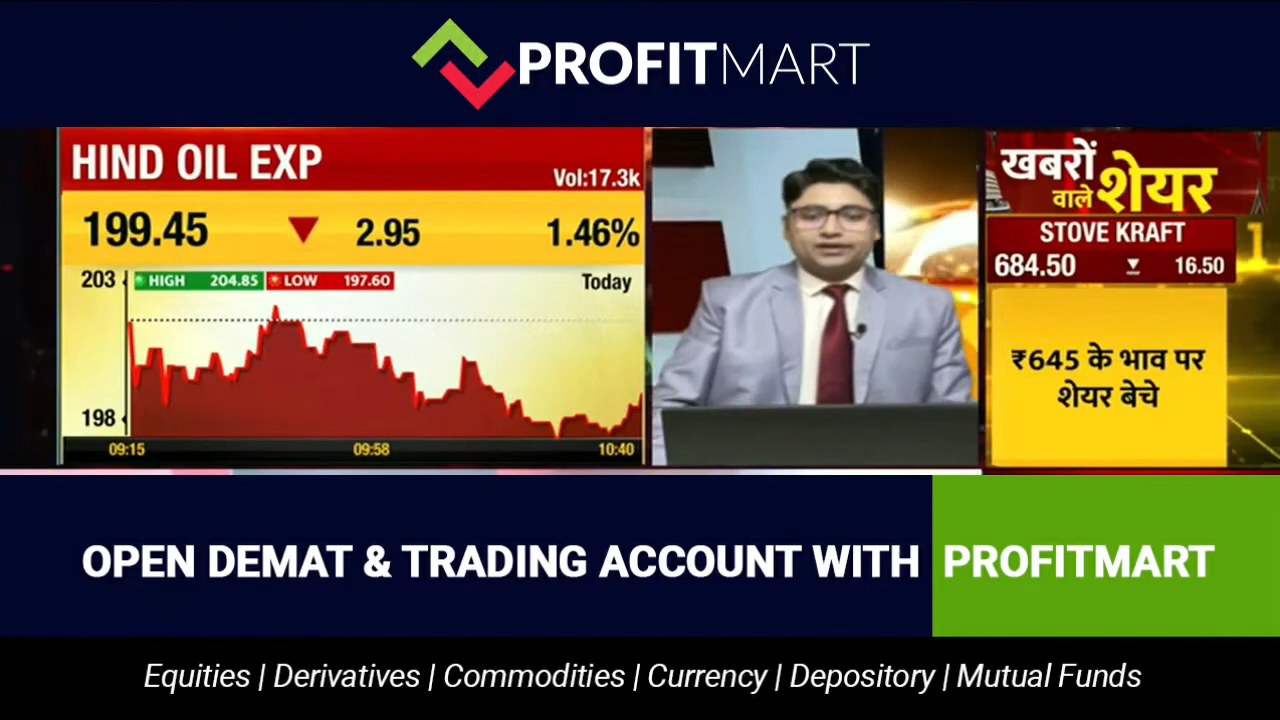 PROFITMART
HIND OIL EXP
Vol:17.3k
199.45 ▼ 2.95 1.46%
203
HIGH 204.85 LOW 197.60
Today
198
09:15 09:58 10:40
खबरों
वाले शेयर
STOVE KRAFT
684.50 ▼ 16.50
₹645 के भाव पर
शेयर बेचे
OPEN DEMAT & TRADING ACCOUNT WITH PROFITMART
Equities | Derivatives | Commodities | Currency | Depository | Mutual Funds